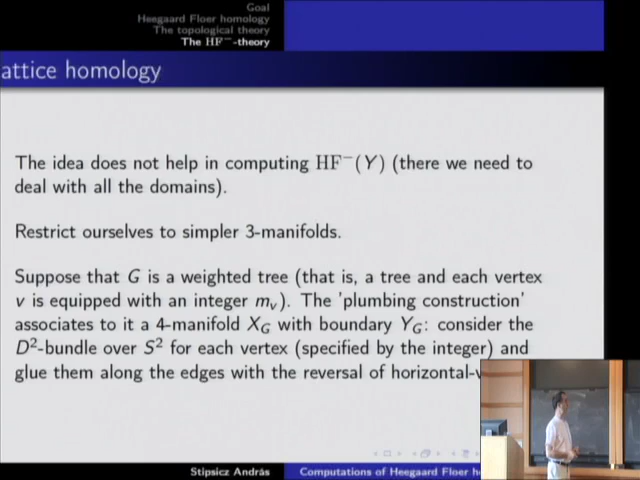 Goal
Heegaard Floer homology
The topological theory
The HF⁻-theory
attice homology
The idea does not help in computing HF⁻(Y) (there we need to
deal with all the domains).
Restrict ourselves to simpler 3-manifolds.
Suppose that G is a weighted tree (that is, a tree and each vertex
v is equipped with an integer mᵥ). The 'plumbing construction'
associates to it a 4-manifold X_G with boundary Y_G: consider the
D²-bundle over S² for each vertex (specified by the integer) and
glue them along the edges with the reversal of horizontal-
Stipsicz András
Computations of Heegaard Floer h